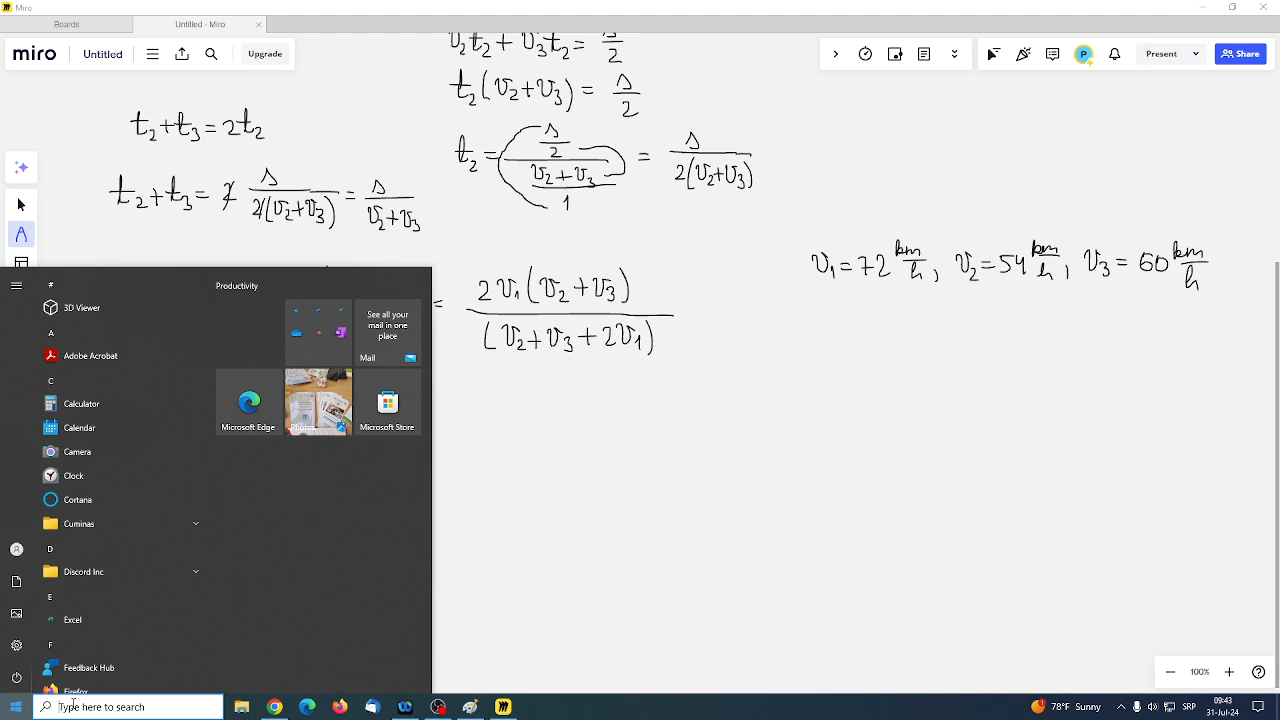 Miro
Boards
Untitled - Miro
miro
Untitled
Upgrade
Present
Share
v₂t₂ + v₃t₂ = s/2
t₂(v₂+v₃) = s/2
t₂+t₃ = 2t₂
t₂ = (s/2)/((v₂+v₃)/1) = s/(2(v₂+v₃))
t₂+t₃ = 2 s/(2(v₂+v₃)) = s/(v₂+v₃)
v₁=72 km/h, v₂=54 km/h, v₃= 60 km/h
= 2v₁(v₂+v₃)/(v₂+v₃+2v₁)
#
Productivity
3D Viewer
A
Adobe Acrobat
See all your
mail in one
place
Mail
C
Calculator
Calendar
Camera
Microsoft Edge
Photos
Microsoft Store
Clock
Cortana
Cuminas
D
Discord Inc
E
Excel
F
Feedback Hub
Firefox
100%
Type here to search
78°F Sunny
SRP
09:43
31-Jul-24